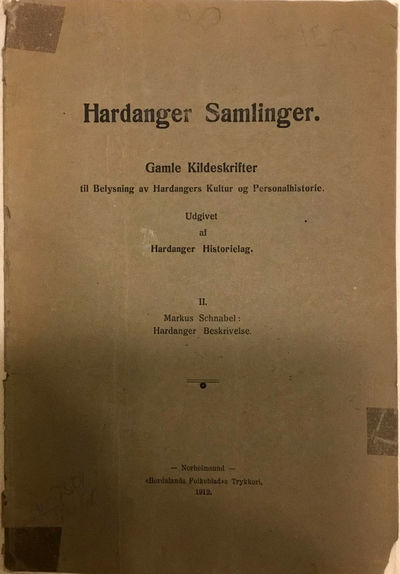 Hardanger Samlinger.
Gamle Kildeskrifter
til Belysning av Hardangers Kultur og Personalhistorie.
Udgivet
af
Hardanger Historielag.
II.
Markus Schnabel:
Hardanger Beskrivelse.
— Norheimsund —
«Hordalands Folkeblad»s Trykkeri.
1912.